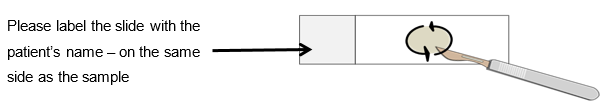 Please label the slide with the
patient’s name – on the same
side as the sample